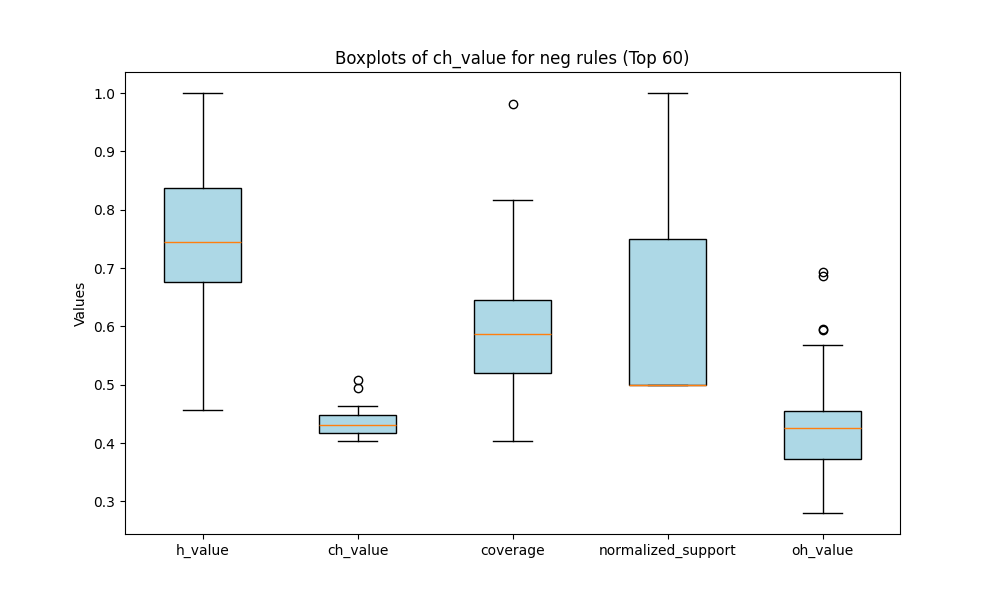 Boxplots of ch_value for neg rules (Top 60)
1.0
0.9
0.8
0.7
0.6
0.5
0.4
0.3
Values
h_value
ch_value
coverage
normalized_support
oh_value